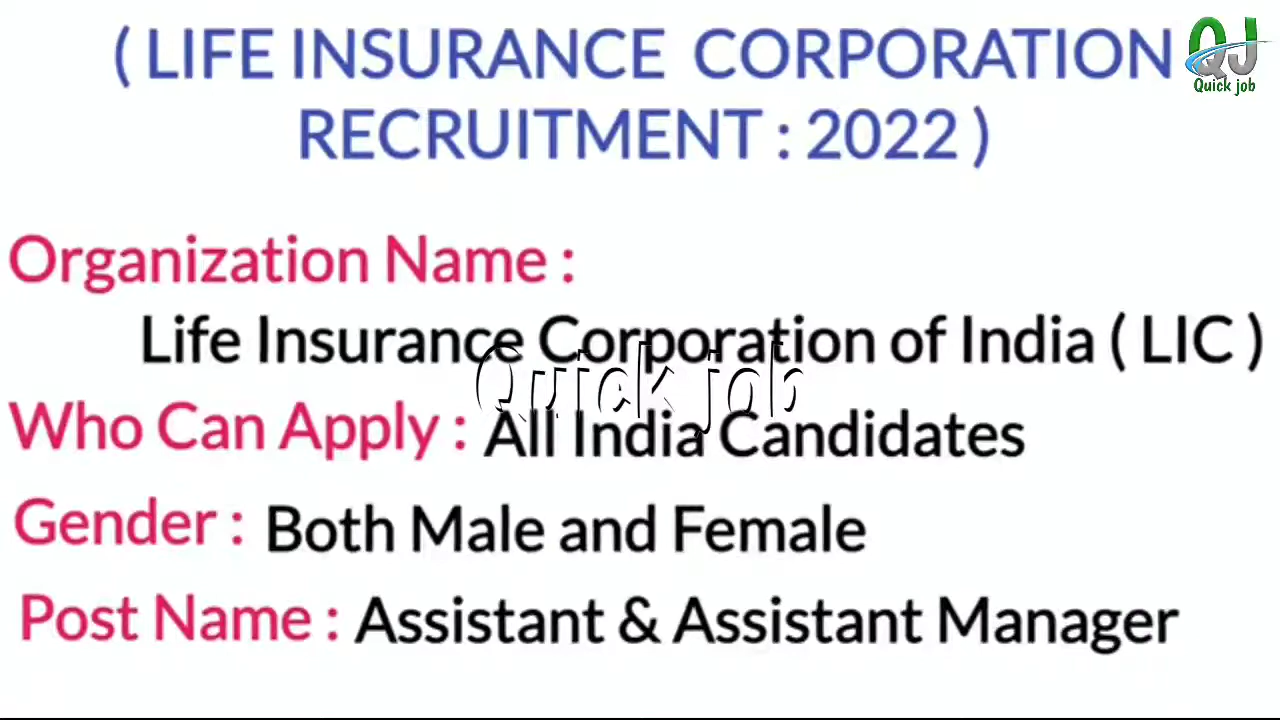 ( LIFE INSURANCE CORPORATION
RECRUITMENT : 2022 )
QJ
Quick job
Organization Name :
Life Insurance Corporation of India ( LIC )
Quick job
Who Can Apply : All India Candidates
Gender : Both Male and Female
Post Name : Assistant & Assistant Manager